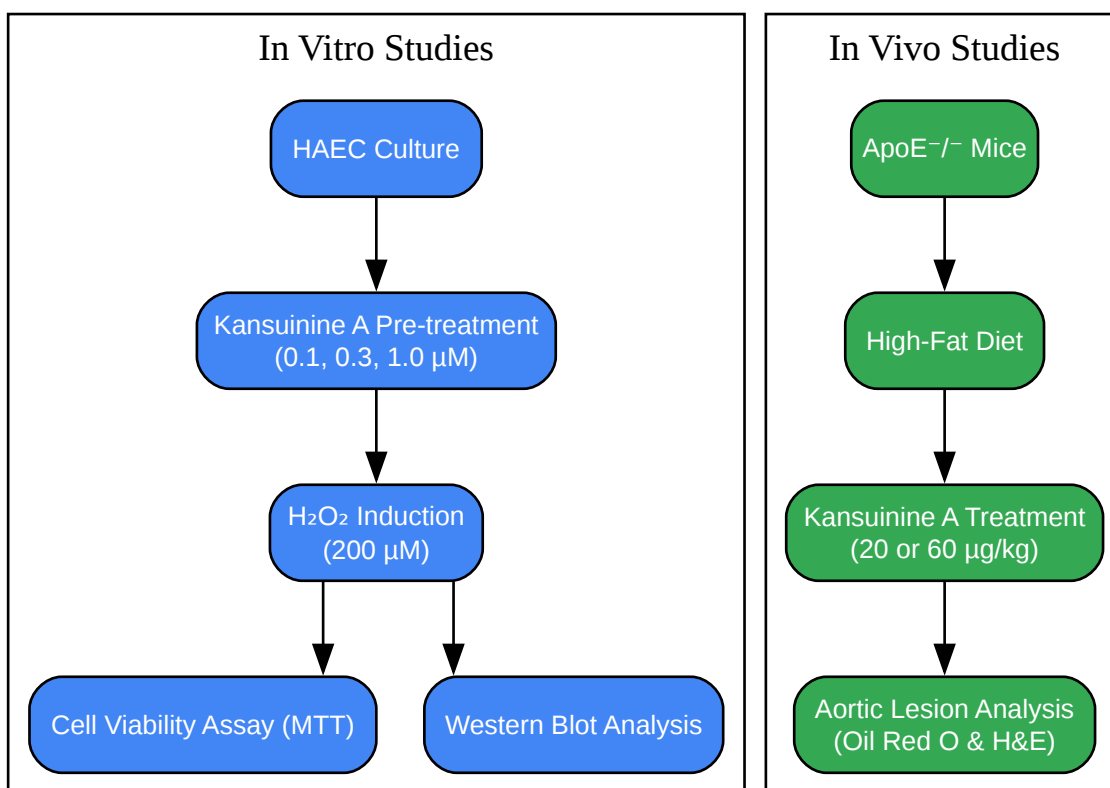 In Vitro Studies
HAEC Culture
Kansuinine A Pre-treatment
(0.1, 0.3, 1.0 µM)
H₂O₂ Induction
(200 µM)
Cell Viability Assay (MTT)
Western Blot Analysis
In Vivo Studies
ApoE⁻/⁻ Mice
High-Fat Diet
Kansuinine A Treatment
(20 or 60 µg/kg)
Aortic Lesion Analysis
(Oil Red O & H&E)